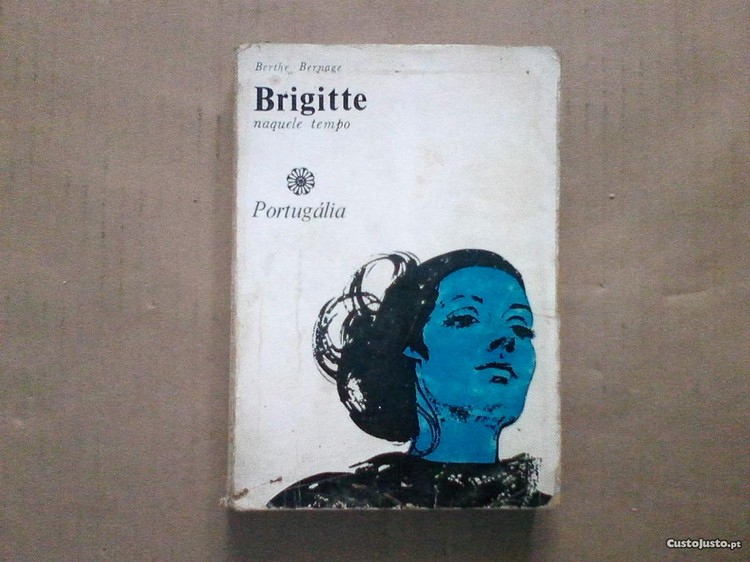 Berthe Bernage
Brigitte
naquele tempo
Portugália
CustoJusto.pt